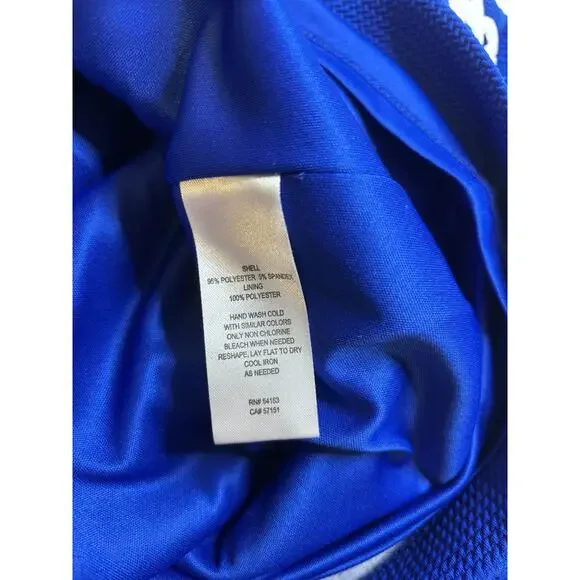 SHELL
95% POLYESTER 5% SPANDEX
LINING
100% POLYESTER
HAND WASH COLD
WITH SIMILAR COLORS
ONLY NON CHLORINE
BLEACH WHEN NEEDED
RESHAPE, LAY FLAT TO DRY
COOL IRON
AS NEEDED
RN# 54163
CA# 57151